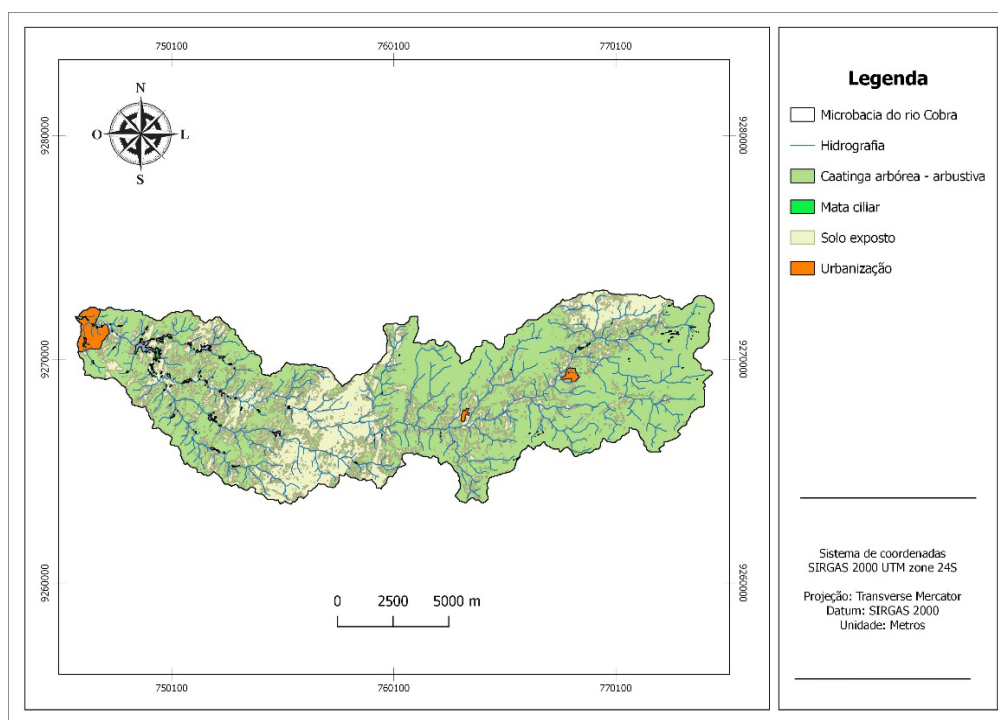 750100
760100
770100
N
O
L
S
9280000
9280000
9270000
9270000
9260000
9260000
0
2500
5000 m
750100
760100
770100
Legenda
Microbacia do rio Cobra
Hidrografia
Caatinga arbórea - arbustiva
Mata ciliar
Solo exposto
Urbanização
Sistema de coordenadas
SIRGAS 2000 UTM zone 24S
Projeção: Transverse Mercator
Datum: SIRGAS 2000
Unidade: Metros